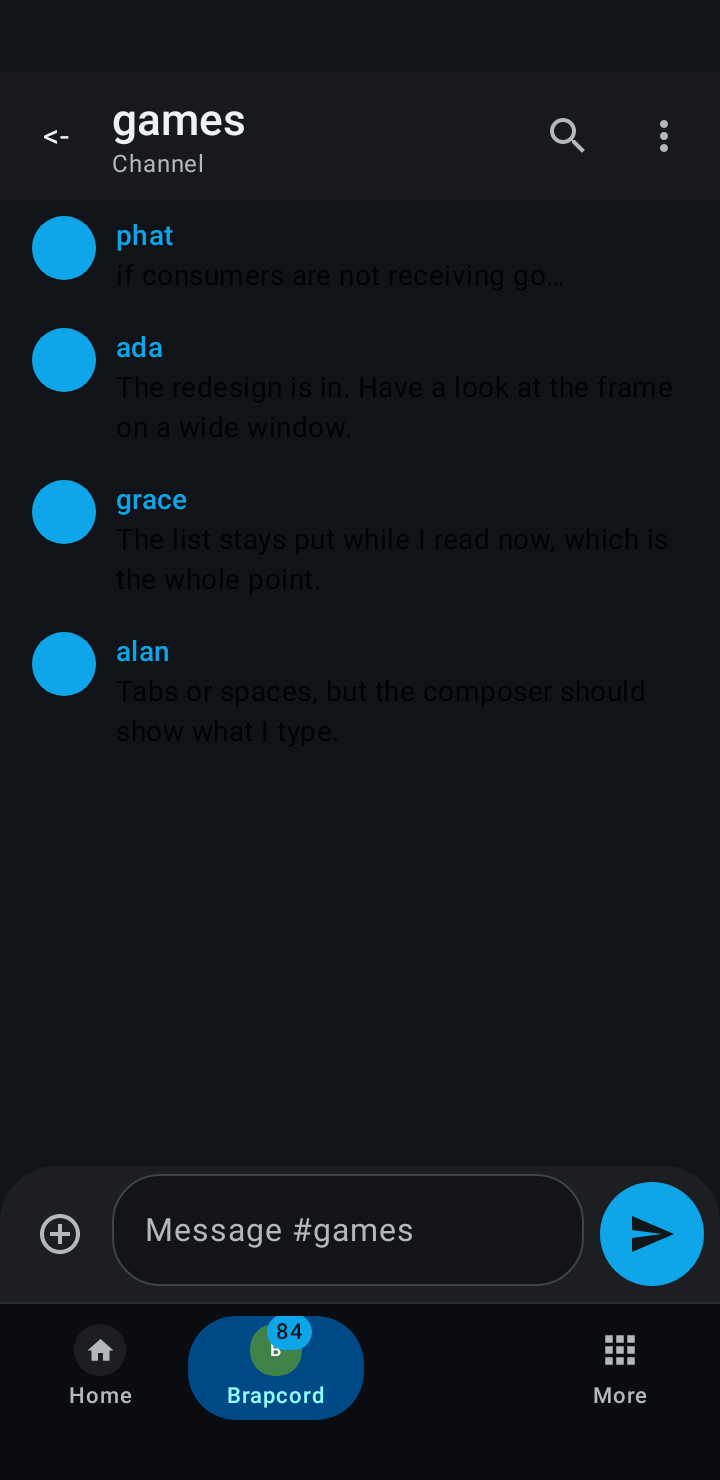 <-
games
Channel
phat
if consumers are not receiving go…
ada
The redesign is in. Have a look at the frame
on a wide window.
grace
The list stays put while I read now, which is
the whole point.
alan
Tabs or spaces, but the composer should
show what I type.
Message #games
84
B
Home
Brapcord
More